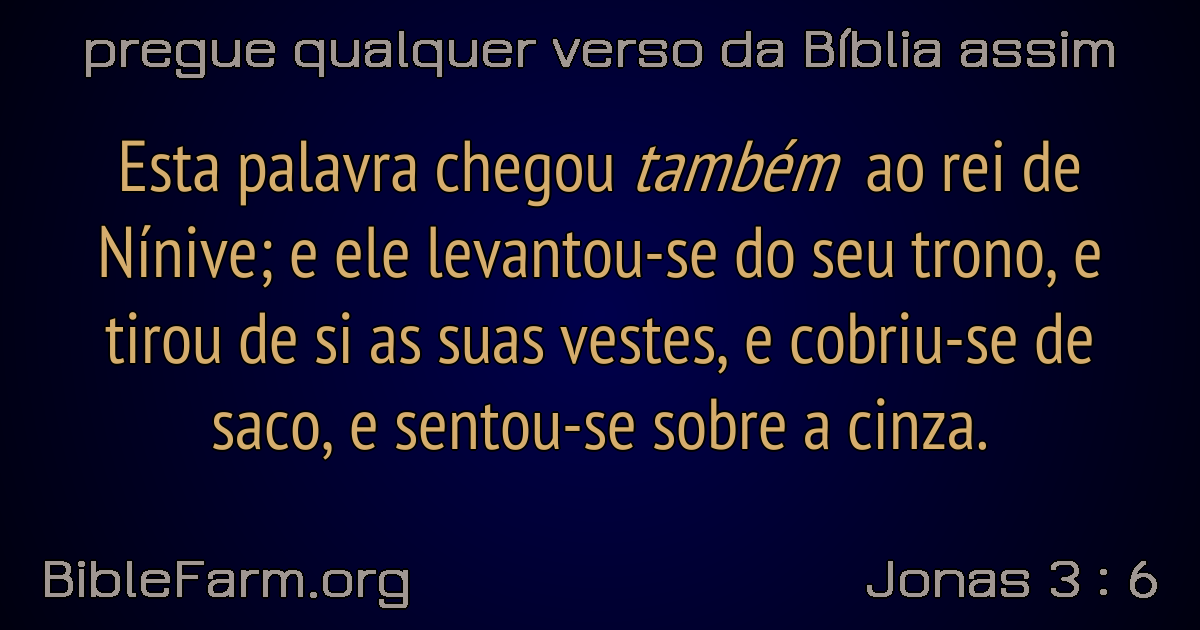 pregue qualquer verso da Bíblia assim
Esta palavra chegou também ao rei de
Nínive; e ele levantou-se do seu trono, e
tirou de si as suas vestes, e cobriu-se de
saco, e sentou-se sobre a cinza.
BibleFarm.org
Jonas 3 : 6